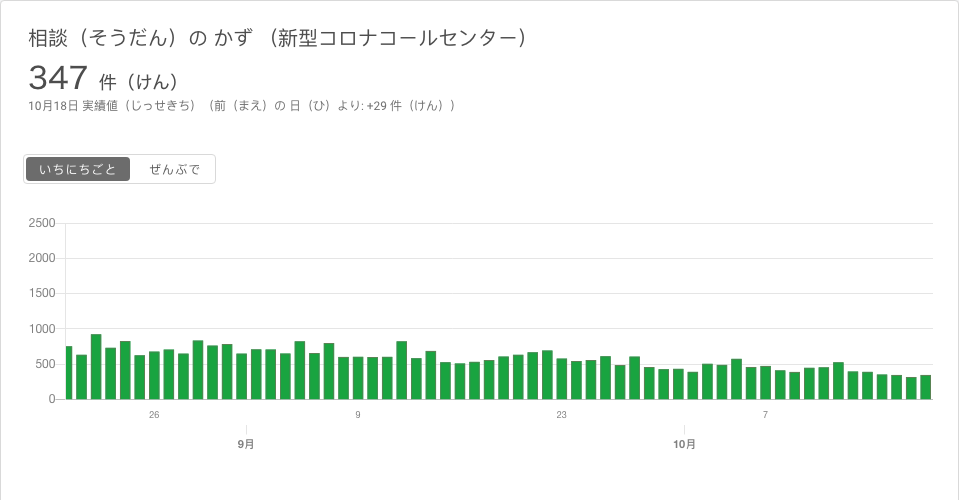 相談（そうだん）の かず （新型コロナコールセンター）
347 件（けん）
10月18日 実績値（じっせきち）（前（まえ）の 日（ひ）より: +29 件（けん））
いちにちごと ぜんぶで
2500
2000
1500
1000
500
0
26 9 23 7
9月 10月